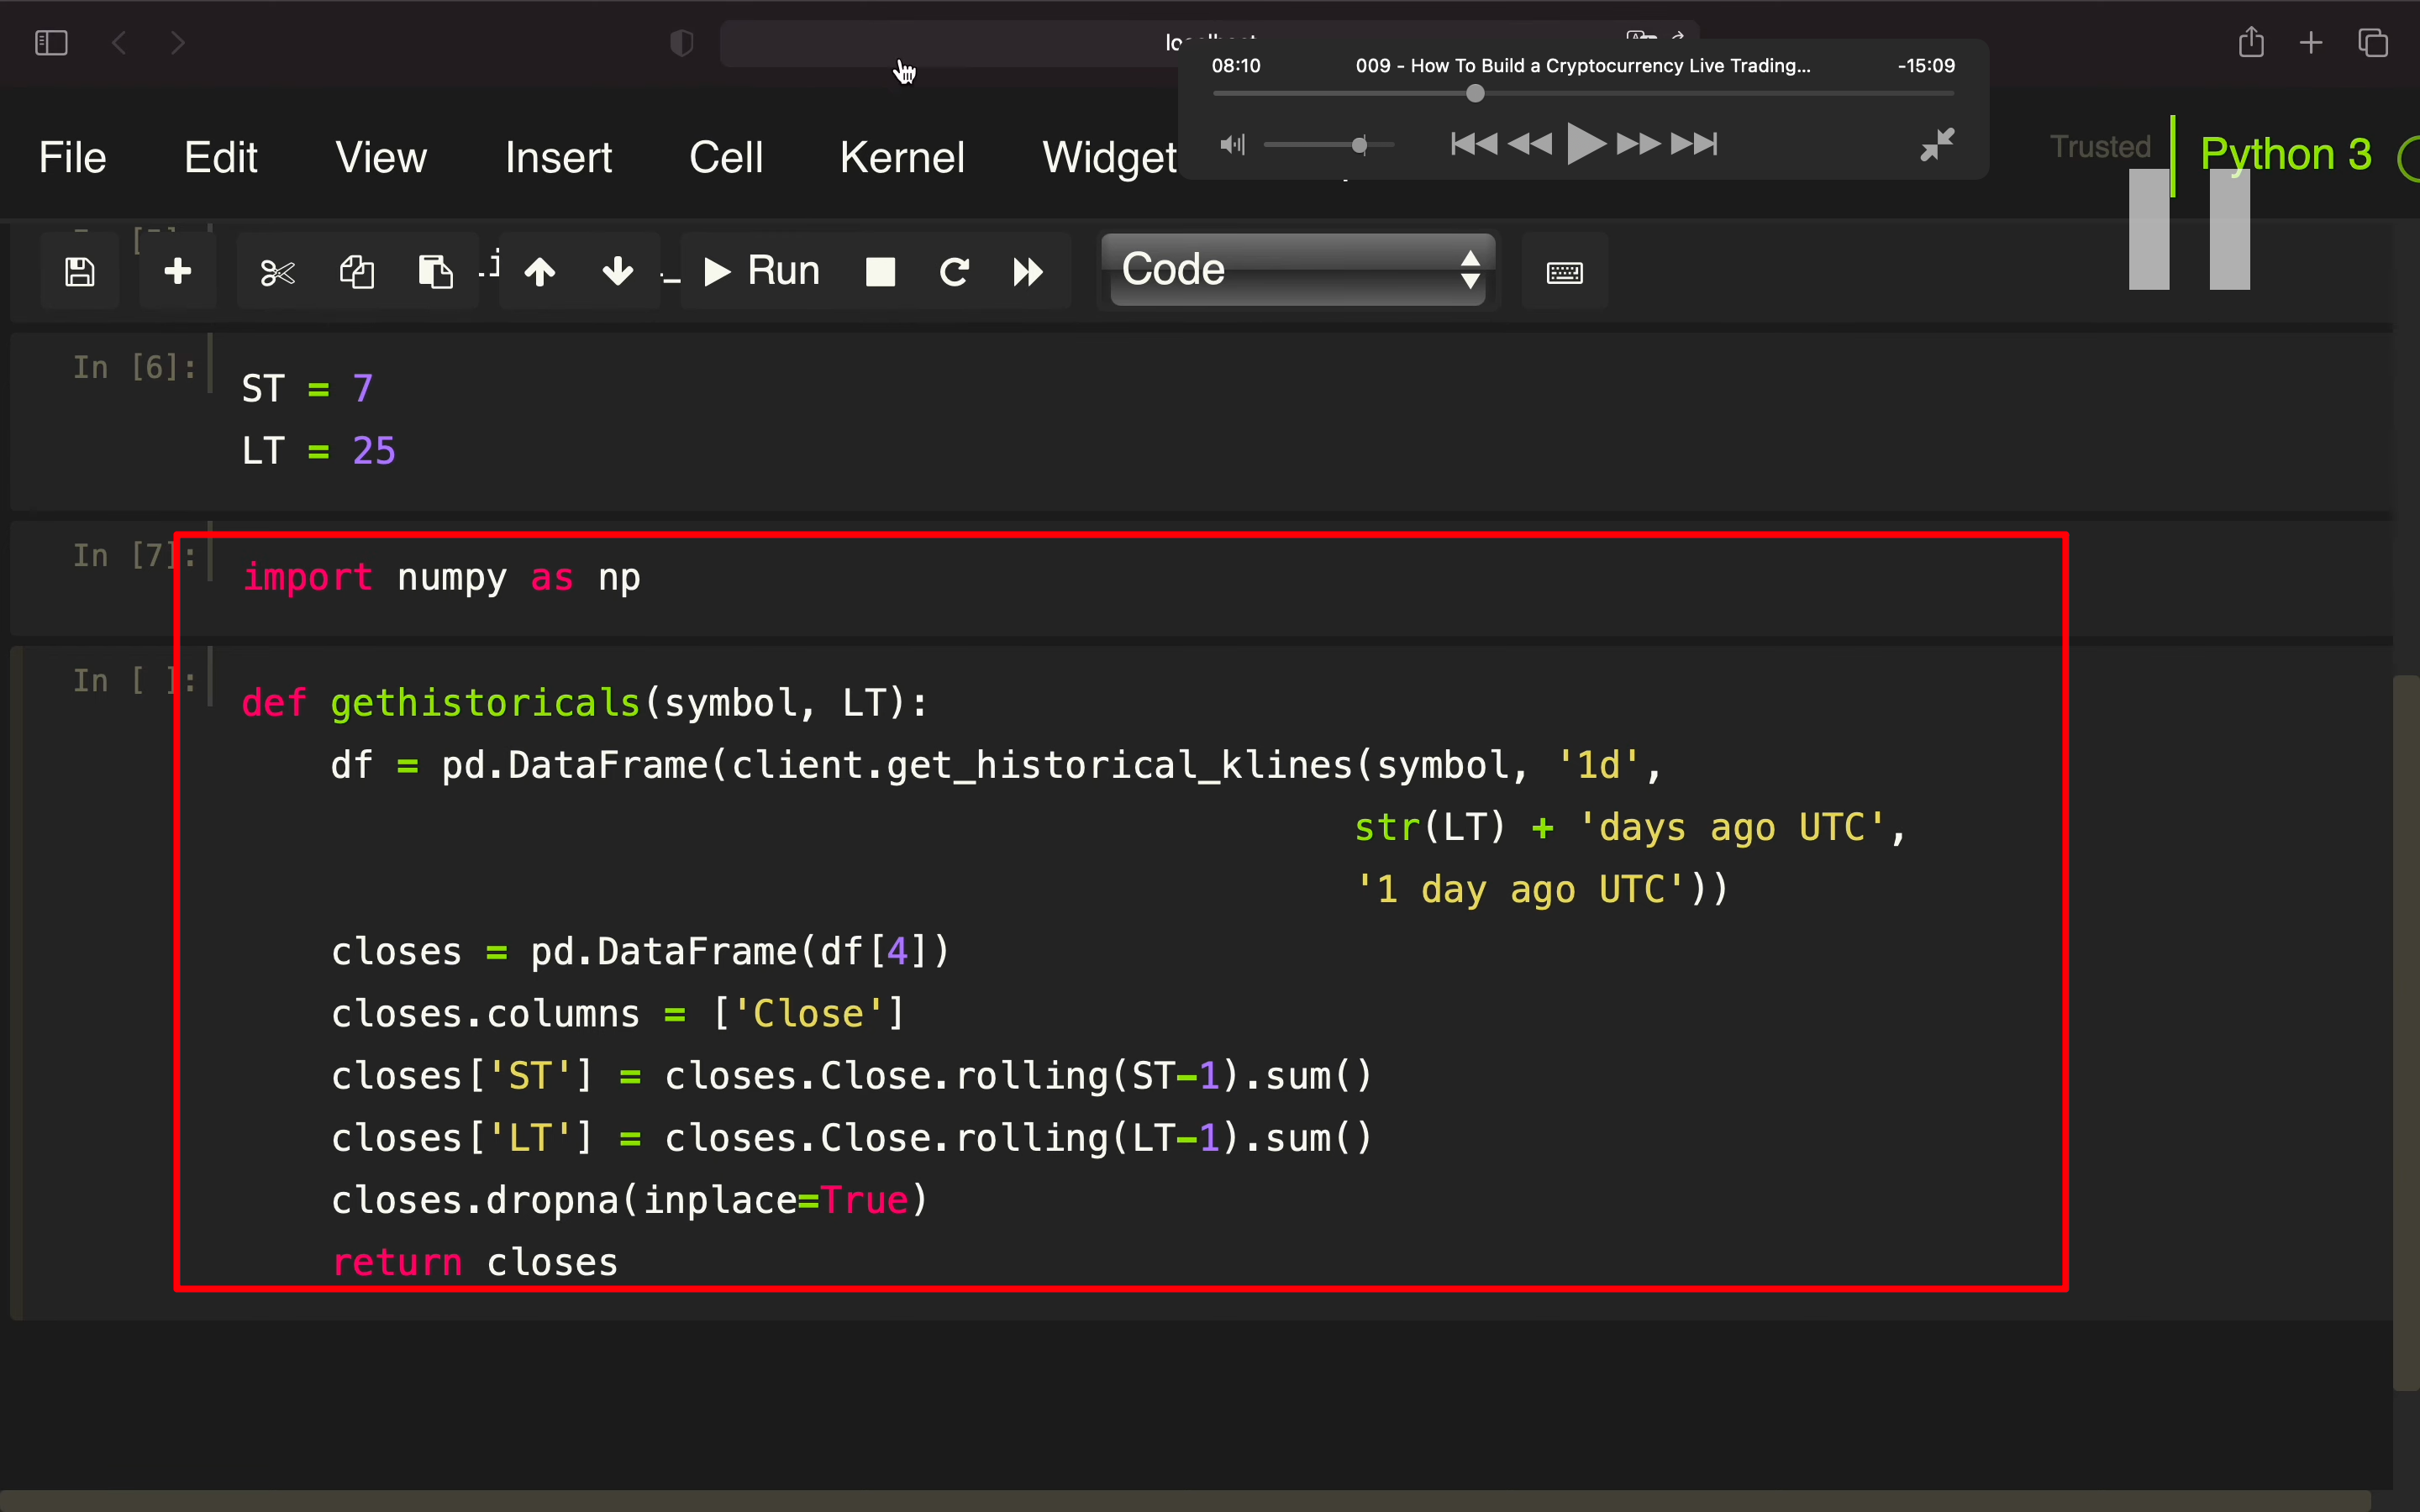 08:10 009 - How To Build a Cryptocurrency Live Trading... -15:09
File Edit View Insert Cell Kernel Widget Trusted Python 3
Run Code
In [6]:
ST = 7
LT = 25
In [7]:
import numpy as np
In [ ]:
def gethistoricals(symbol, LT):
    df = pd.DataFrame(client.get_historical_klines(symbol, '1d',
                                                   str(LT) + 'days ago UTC',
                                                   '1 day ago UTC'))
    closes = pd.DataFrame(df[4])
    closes.columns = ['Close']
    closes['ST'] = closes.Close.rolling(ST-1).sum()
    closes['LT'] = closes.Close.rolling(LT-1).sum()
    closes.dropna(inplace=True)
    return closes